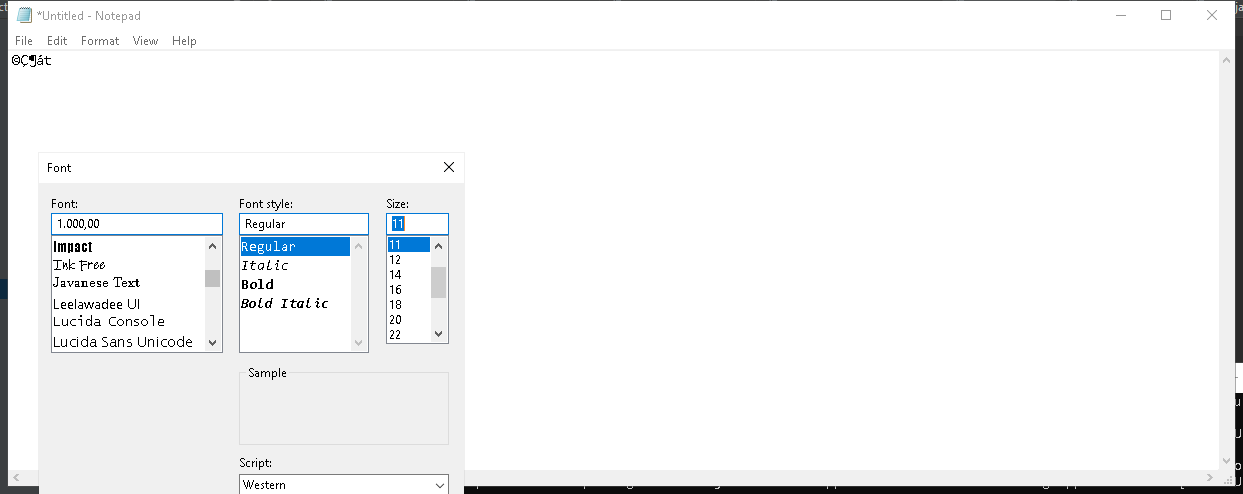 *Untitled - Notepad
File Edit Format View Help
©Ç¶át
Font
Font: Font style: Size:
1.000,00 Regular 11
Impact Regular 11
Ink Free Italic 12
Javanese Text Bold 14
Leelawadee UI Bold Italic 16
Lucida Console 18
Lucida Sans Unicode 20
22
Sample
Script:
Western